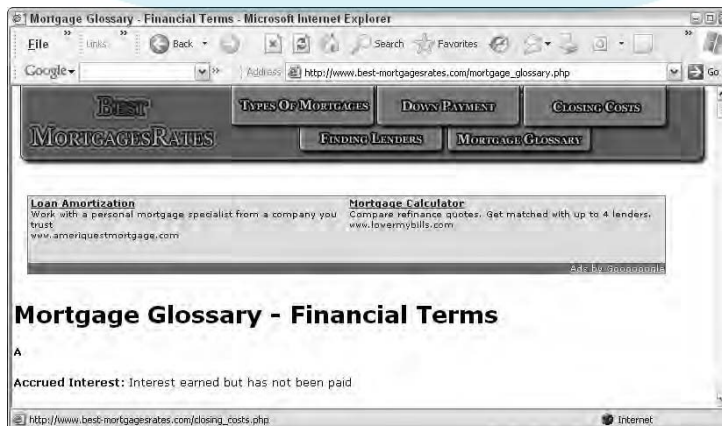 Mortgage Glossary - Financial Terms - Microsoft Internet Explorer
File Links Back Search Favorites
Google Address http://www.best-mortgagesrates.com/mortgage_glossary.php Go
BEST
MORTGAGESRATES
TYPES OF MORTGAGES DOWN PAYMENT CLOSING COSTS
FINDING LENDERS MORTGAGE GLOSSARY
Loan Amortization
Work with a personal mortgage specialist from a company you
trust
www.ameriquestmortgage.com
Mortgage Calculator
Compare refinance quotes. Get matched with up to 4 lenders.
www.lowermybills.com
Ads by Goooooogle
Mortgage Glossary - Financial Terms
A
Accrued Interest: Interest earned but has not been paid
http://www.best-mortgagesrates.com/closing_costs.php Internet